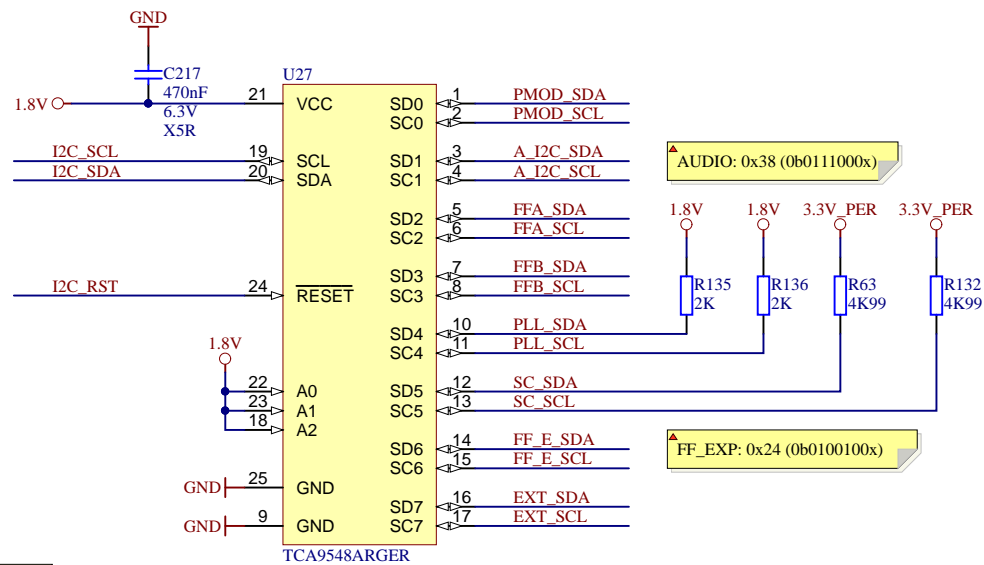 GND
C217
470nF
6.3V
X5R
1.8V
U27
21 VCC
I2C_SCL 19 SCL
I2C_SDA 20 SDA
I2C_RST 24 RESET
1.8V
22 A0
23 A1
18 A2
GND 25 GND
GND 9 GND
SD0 1 PMOD_SDA
SC0 2 PMOD_SCL
SD1 3 A_I2C_SDA
SC1 4 A_I2C_SCL
SD2 5 FFA_SDA
SC2 6 FFA_SCL
SD3 7 FFB_SDA
SC3 8 FFB_SCL
SD4 10 PLL_SDA
SC4 11 PLL_SCL
SD5 12 SC_SDA
SC5 13 SC_SCL
SD6 14 FF_E_SDA
SC6 15 FF_E_SCL
SD7 16 EXT_SDA
SC7 17 EXT_SCL
TCA9548ARGER
AUDIO: 0x38 (0b0111000x)
1.8V 1.8V 3.3V_PER 3.3V_PER
R135 R136 R63 R132
2K 2K 4K99 4K99
FF_EXP: 0x24 (0b0100100x)